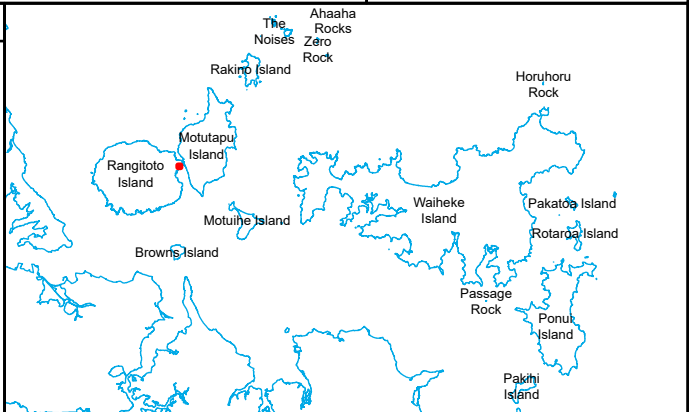 The
Noises
Ahaaha
Rocks
Zero
Rock
Rakino Island
Horuhoru
Rock
Motutapu
Island
Rangitoto
Island
Waiheke
Island
Pakatoa Island
Motuihe Island
Rotaroa Island
Browns Island
Passage
Rock
Ponui
Island
Pakihi
Island